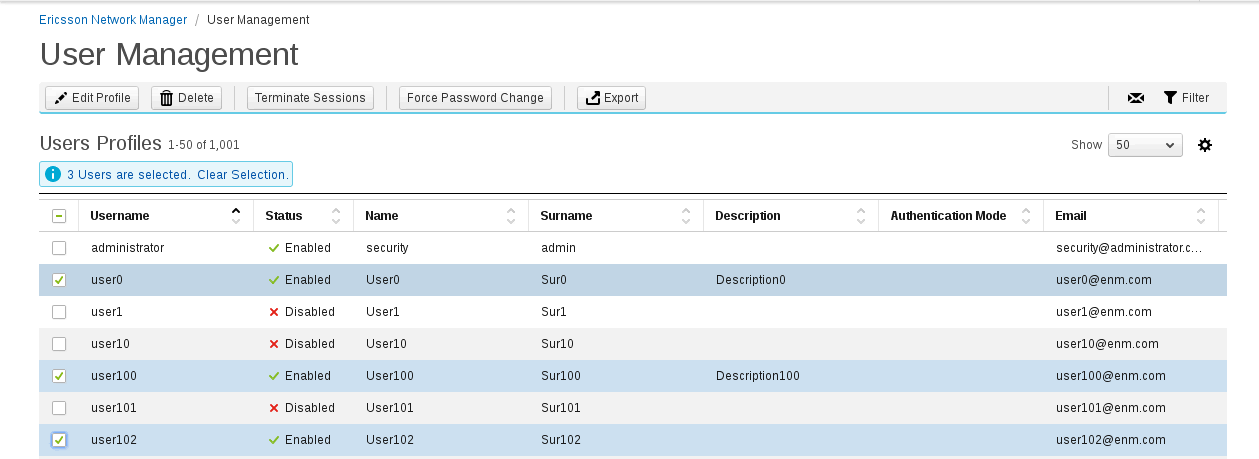 Ericsson Network Manager / User Management
User Management
Edit Profile Delete Terminate Sessions Force Password Change Export Filter
Users Profiles 1-50 of 1,001 Show 50
3 Users are selected. Clear Selection.
Username Status Name Surname Description Authentication Mode Email
administrator Enabled security admin security@administrator.c...
user0 Enabled User0 Sur0 Description0 user0@enm.com
user1 Disabled User1 Sur1 user1@enm.com
user10 Disabled User10 Sur10 user10@enm.com
user100 Enabled User100 Sur100 Description100 user100@enm.com
user101 Disabled User101 Sur101 user101@enm.com
user102 Enabled User102 Sur102 user102@enm.com